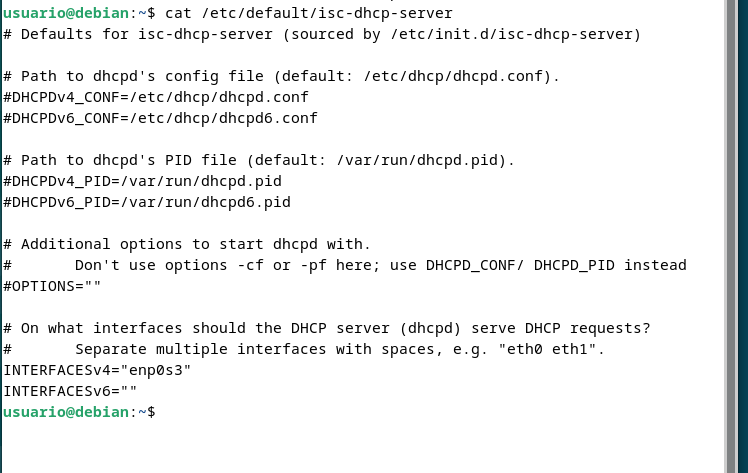 usuario@debian:~$ cat /etc/default/isc-dhcp-server
# Defaults for isc-dhcp-server (sourced by /etc/init.d/isc-dhcp-server)
# Path to dhcpd's config file (default: /etc/dhcp/dhcpd.conf).
#DHCPDv4_CONF=/etc/dhcp/dhcpd.conf
#DHCPDv6_CONF=/etc/dhcp/dhcpd6.conf
# Path to dhcpd's PID file (default: /var/run/dhcpd.pid).
#DHCPDv4_PID=/var/run/dhcpd.pid
#DHCPDv6_PID=/var/run/dhcpd6.pid
# Additional options to start dhcpd with.
#       Don't use options -cf or -pf here; use DHCPD_CONF/ DHCPD_PID instead
#OPTIONS=""
# On what interfaces should the DHCP server (dhcpd) serve DHCP requests?
#       Separate multiple interfaces with spaces, e.g. "eth0 eth1".
INTERFACESv4="enp0s3"
INTERFACESv6=""
usuario@debian:~$